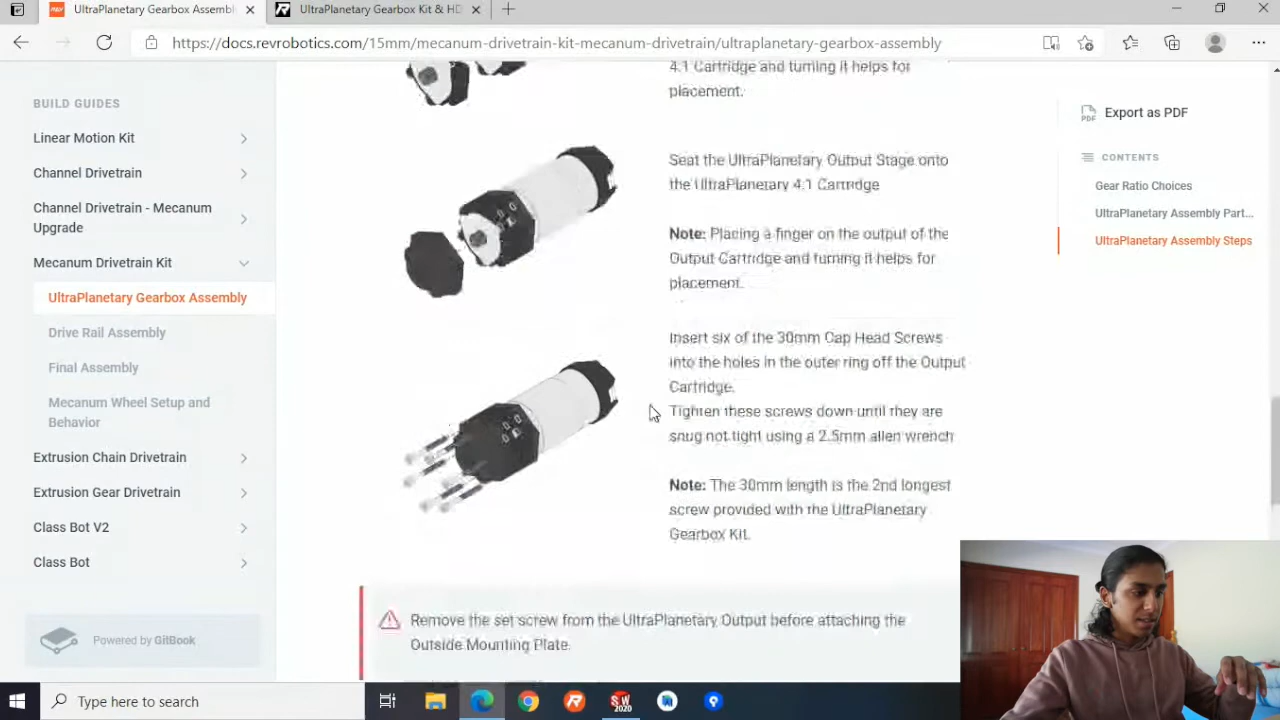 UltraPlanetary Gearbox Assembl
UltraPlanetary Gearbox Kit & HD
https://docs.revrobotics.com/15mm/mecanum-drivetrain-kit-mecanum-drivetrain/ultraplanetary-gearbox-assembly
BUILD GUIDES
Linear Motion Kit
Channel Drivetrain
Channel Drivetrain - Mecanum
Upgrade
Mecanum Drivetrain Kit
UltraPlanetary Gearbox Assembly
Drive Rail Assembly
Final Assembly
Mecanum Wheel Setup and
Behavior
Extrusion Chain Drivetrain
Extrusion Gear Drivetrain
Class Bot V2
Class Bot
Powered by GitBook
4.1 Cartridge and turning it helps for
placement.
Seat the UltraPlanetary Output Stage onto
the UltraPlanetary 4:1 Cartridge
Note: Placing a finger on the output of the
Output Cartridge and turning it helps for
placement.
Insert six of the 30mm Cap Head Screws
into the holes in the outer ring off the Output
Cartridge.
Tighten these screws down until they are
snug not tight using a 2.5mm allen wrench
Note: The 30mm length is the 2nd longest
screw provided with the UltraPlanetary
Gearbox Kit.
Remove the set screw from the UltraPlanetary Output before attaching the
Outside Mounting Plate.
Export as PDF
CONTENTS
Gear Ratio Choices
UltraPlanetary Assembly Part...
UltraPlanetary Assembly Steps
Type here to search